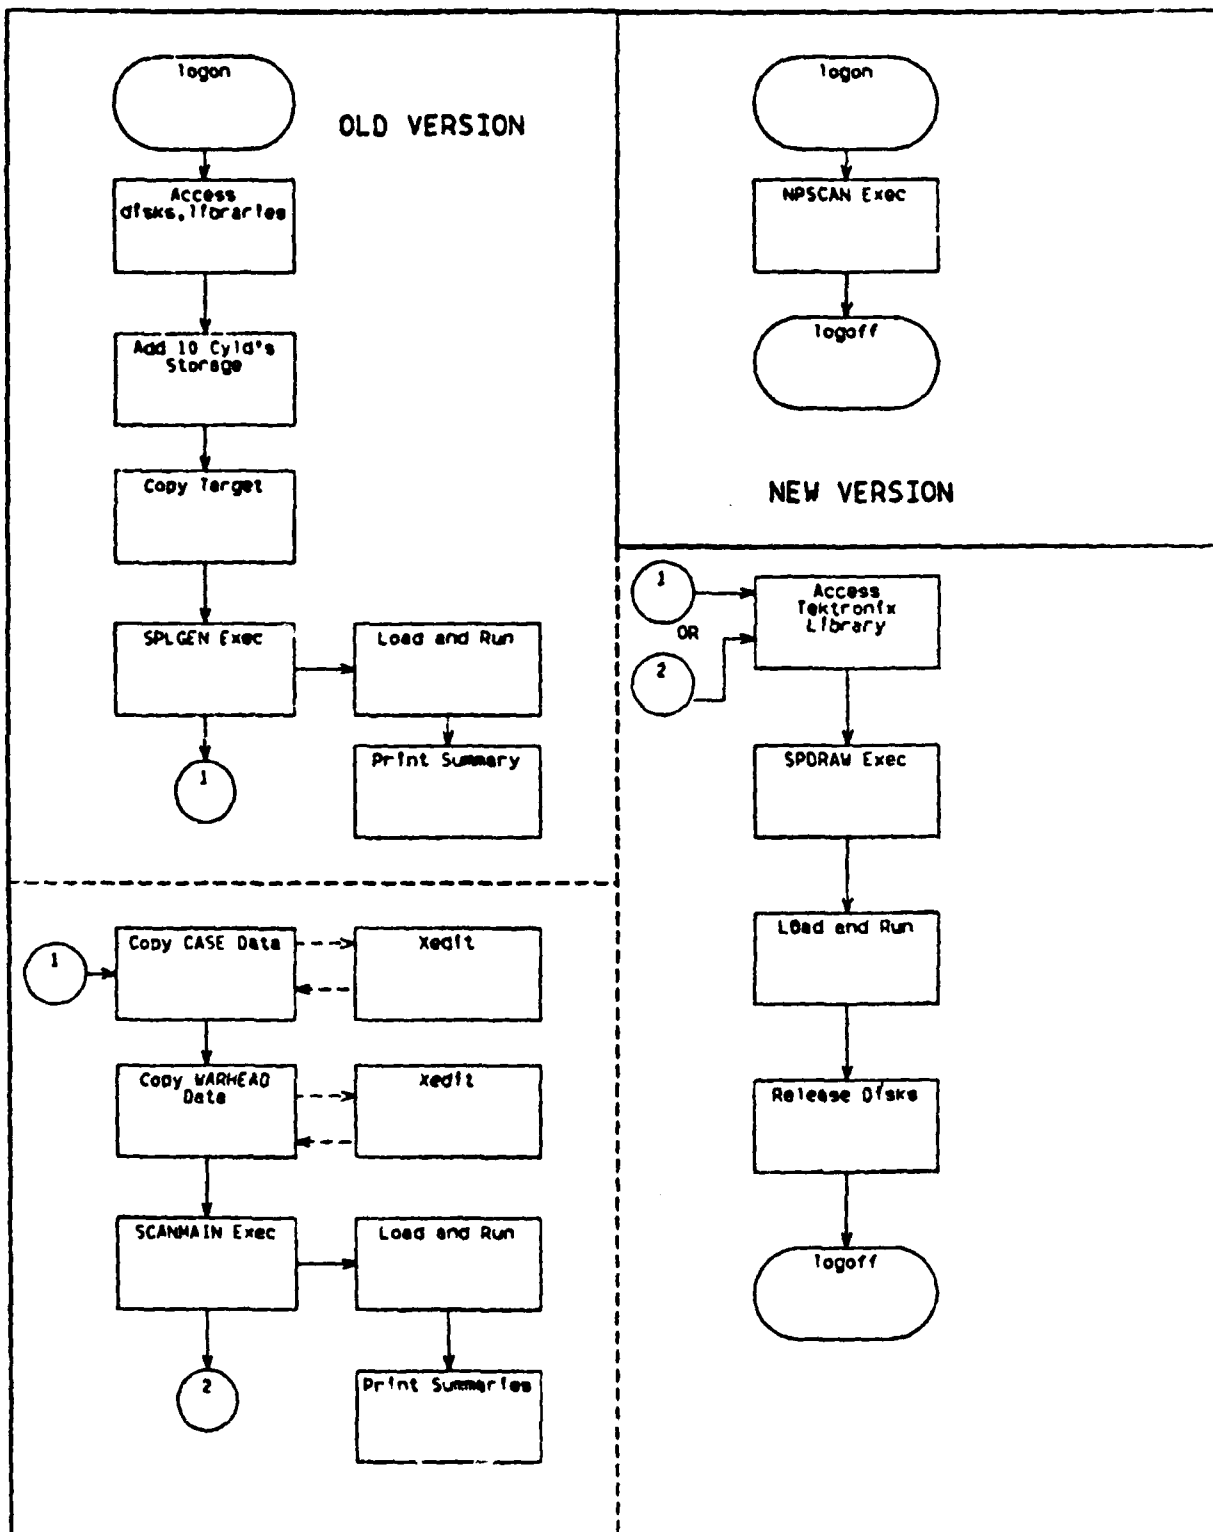 logon
OLD VERSION
Access
disks,libraries
Add 10 Cyld's
Storage
Copy Target
SPLGEN Exec
Load and Run
1
Print Summary
logon
NPSCAN Exec
logoff
NEW VERSION
1
Copy CASE Data
Xedit
Copy WARHEAD
Data
Xedit
SCANMAIN Exec
Load and Run
2
Print Summaries
1
OR
2
Access
Tektronix
Library
SPDRAW Exec
Load and Run
Release Disks
logoff